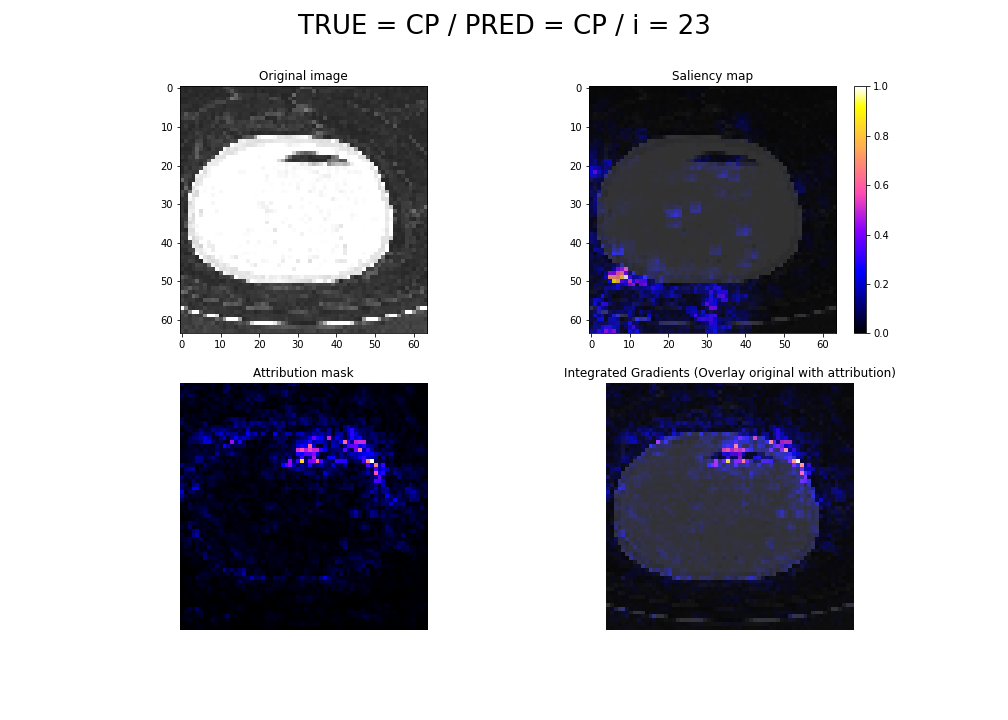 TRUE = CP / PRED = CP / i = 23
Original image
0
10
20
30
40
50
60
0 10 20 30 40 50 60
Saliency map
0
10
20
30
40
50
60
0 10 20 30 40 50 60
1.0
0.8
0.6
0.4
0.2
0.0
Attribution mask
Integrated Gradients (Overlay original with attribution)